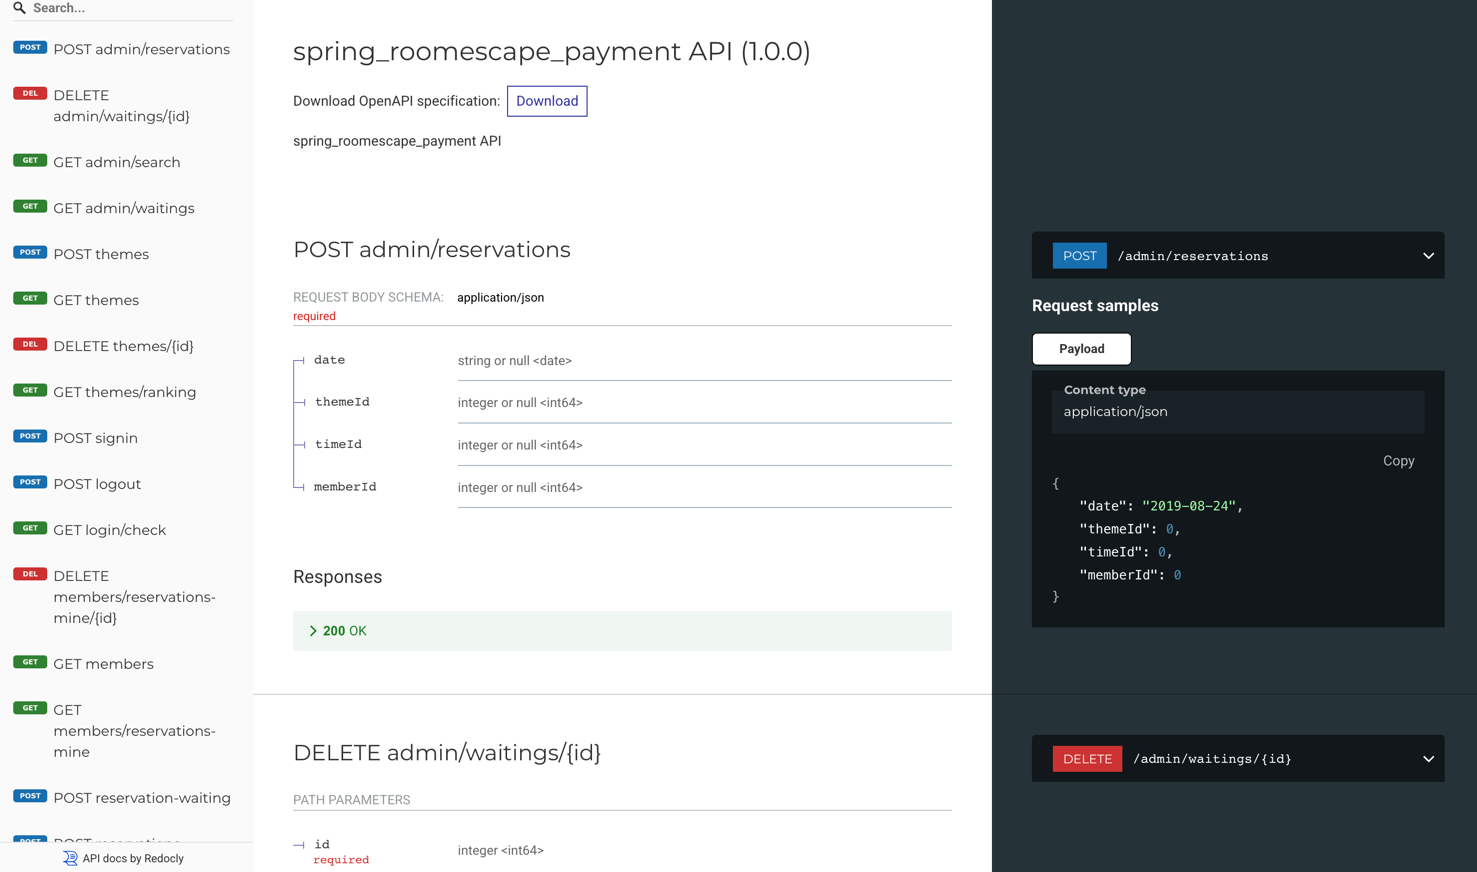 Search...
POST POST admin/reservations
DEL DELETE
admin/waitings/{id}
GET GET admin/search
GET GET admin/waitings
POST POST themes
GET GET themes
DEL DELETE themes/{id}
GET GET themes/ranking
POST POST signin
POST POST logout
GET GET login/check
DEL DELETE
members/reservations-
mine/{id}
GET GET members
GET GET
members/reservations-
mine
POST POST reservation-waiting
API docs by Redocly
spring_roomescape_payment API (1.0.0)
Download OpenAPI specification: Download
spring_roomescape_payment API
POST admin/reservations
REQUEST BODY SCHEMA: application/json
required
date string or null <date>
themeId integer or null <int64>
timeId integer or null <int64>
memberId integer or null <int64>
Responses
200 OK
DELETE admin/waitings/{id}
PATH PARAMETERS
id
required
integer <int64>
POST /admin/reservations
Request samples
Payload
Content type
application/json
Copy
{
"date": "2019-08-24",
"themeId": 0,
"timeId": 0,
"memberId": 0
}
DELETE /admin/waitings/{id}